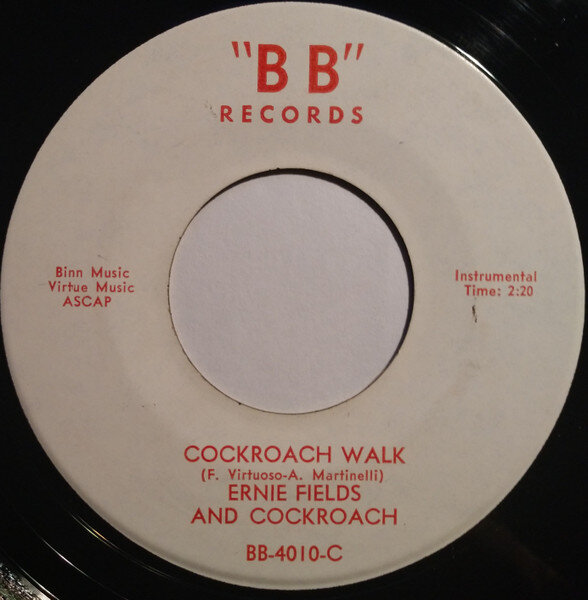 "B B"
RECORDS
Binn Music
Virtue Music
ASCAP
Instrumental
Time: 2:20
COCKROACH WALK
(F. Virtuoso-A. Martinelli)
ERNIE FIELDS
AND COCKROACH
BB-4010-C